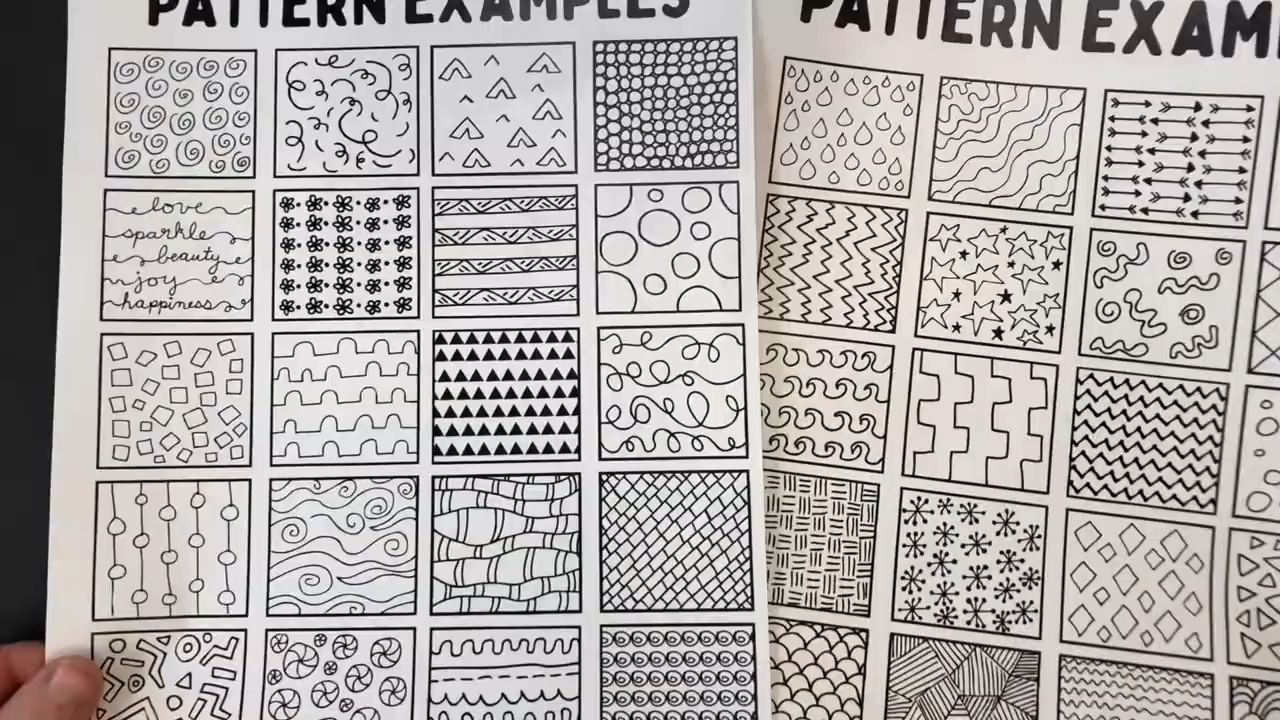 PATTERN EXAMPLES
PATTERN EXAM
love
sparkle
beauty
joy
happiness